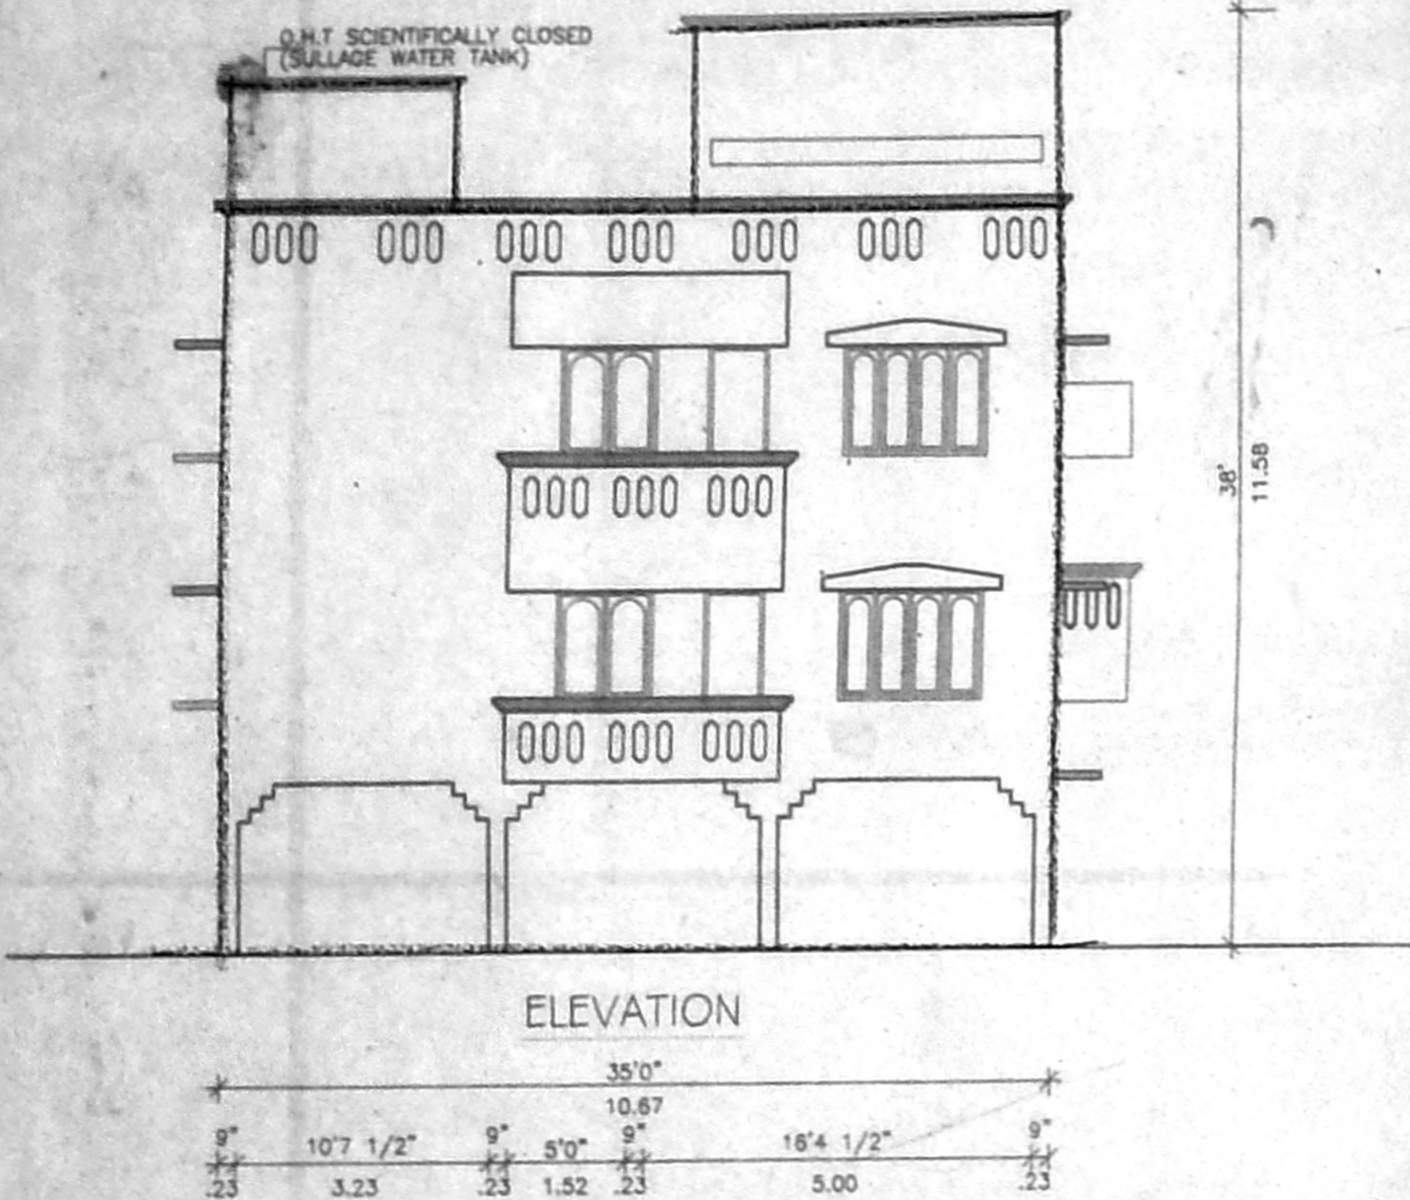 O.H.T SCIENTIFICALLY CLOSED
(SULLAGE WATER TANK)
38'
11.58
ELEVATION
35'0"
10.67
9" 10'7 1/2" 9" 5'0" 9" 16'4 1/2" 9"
.23 3.23 .23 1.52 .23 5.00 .23